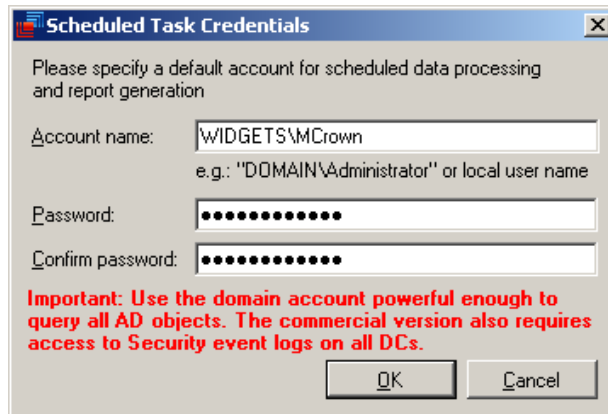 Scheduled Task Credentials
Please specify a default account for scheduled data processing
and report generation
Account name:
WIDGETS\MCrown
e.g.: "DOMAIN\Administrator" or local user name
Password:
●●●●●●●●●●●●
Confirm password:
●●●●●●●●●●●●
Important: Use the domain account powerful enough to
query all AD objects. The commercial version also requires
access to Security event logs on all DCs.
OK
Cancel